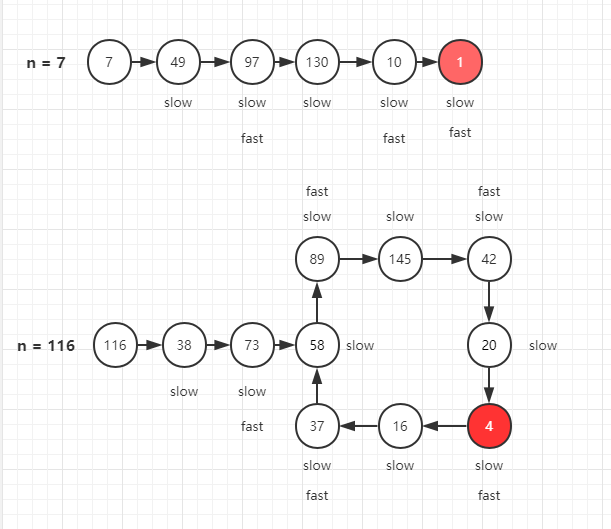 n = 7 7 49 97 130 10 1
slow slow slow slow slow
fast fast fast
fast fast
slow slow slow
89 145 42
n = 116 116 38 73 58 slow 20 slow
slow slow
fast 37 16 4
slow slow slow
fast fast